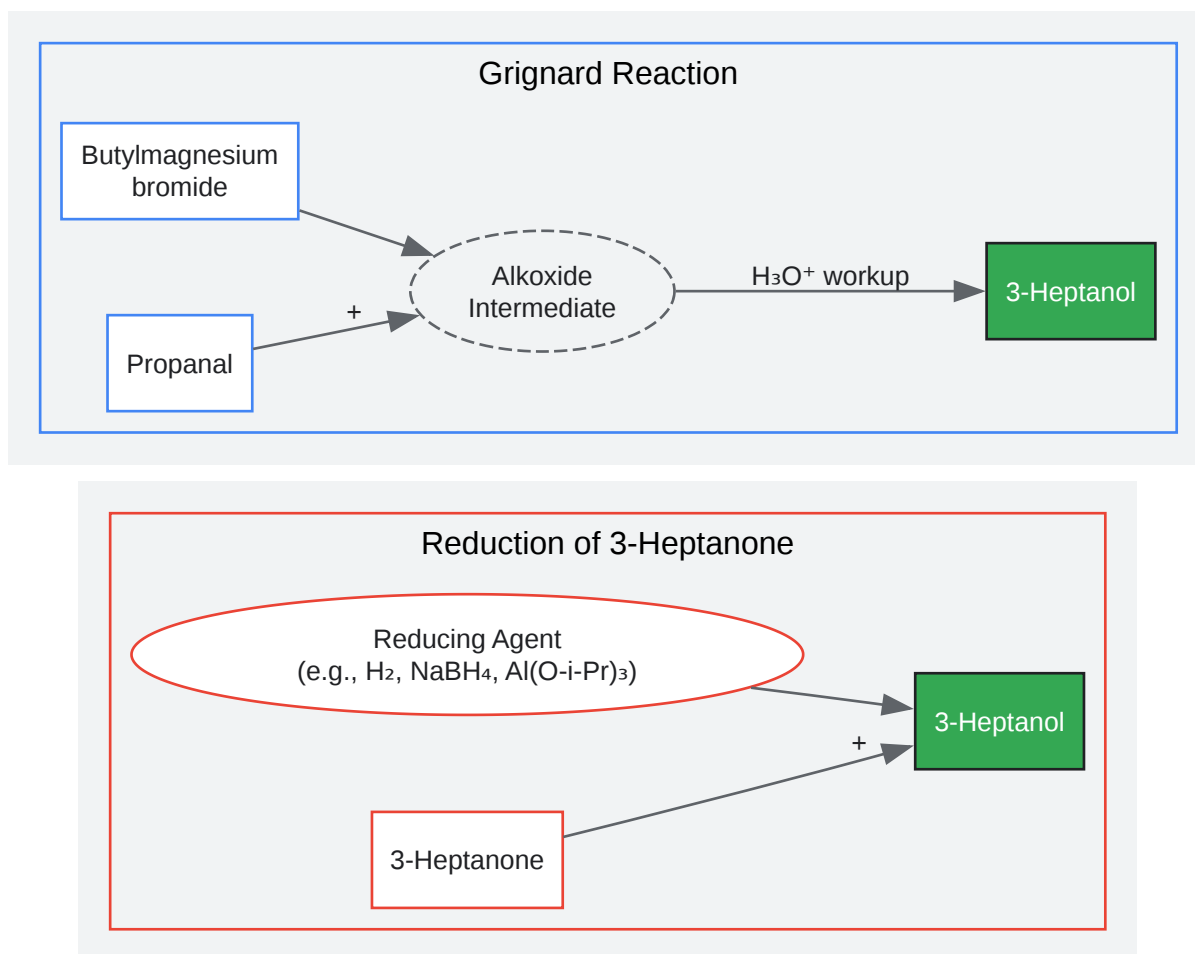 Grignard Reaction
Butylmagnesium
bromide
Alkoxide
Intermediate
H₃O⁺ workup
3-Heptanol
+
Propanal
Reduction of 3-Heptanone
Reducing Agent
(e.g., H₂, NaBH₄, Al(O-i-Pr)₃)
3-Heptanol
+
3-Heptanone